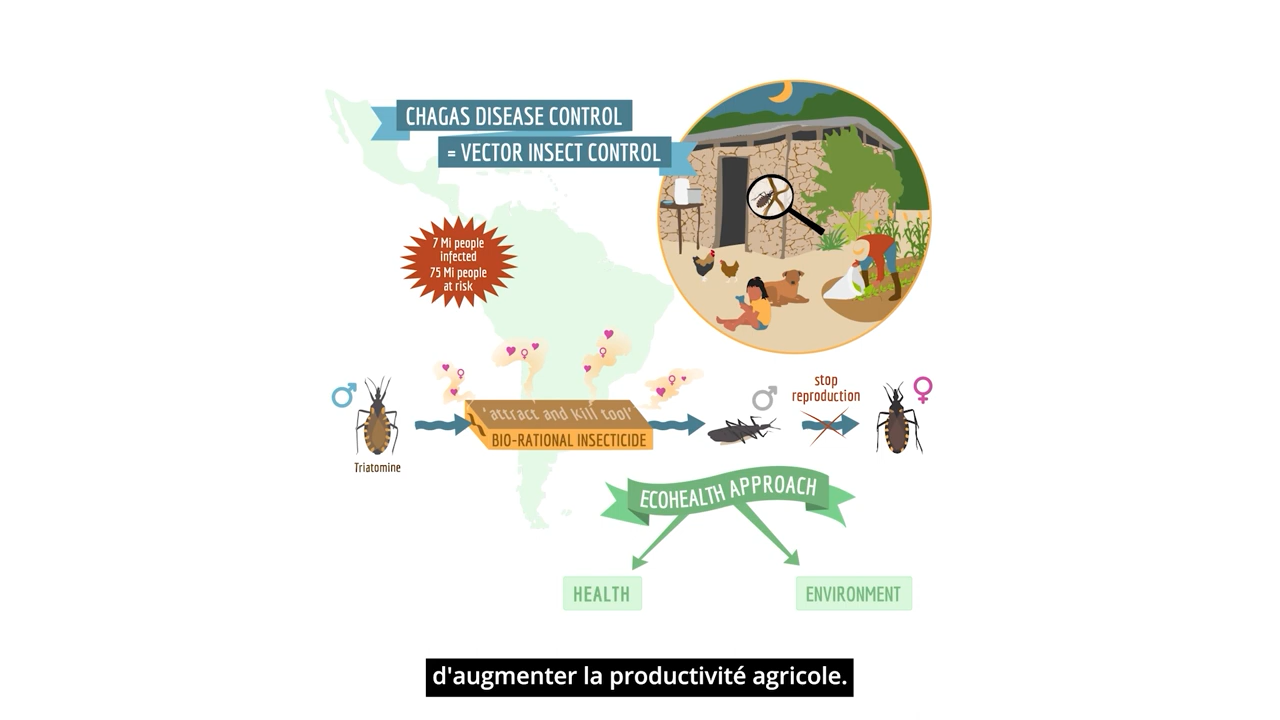 CHAGAS DISEASE CONTROL
= VECTOR INSECT CONTROL
7 Mi people
infected
75 Mi people
at risk
'attract and Kill tool'
BIO-RATIONAL INSECTICIDE
stop
reproduction
Triatomine
ECOHEALTH APPROACH
HEALTH
ENVIRONMENT
d'augmenter la productivité agricole.